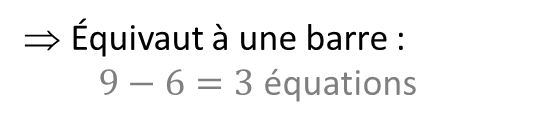 ⇒ Équivaut à une barre :
9 − 6 = 3 équations